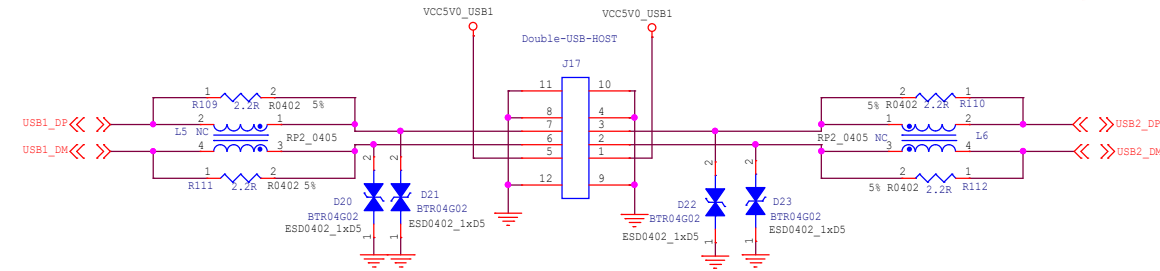 VCC5V0_USB1
VCC5V0_USB1
Double-USB-HOST
J17
11
10
8
4
7
3
6
2
5
1
12
9
1
2
R109
2.2R
R0402
5%
USB1_DP
2
1
L5
NC
RP2_0405
USB1_DM
4
3
1
2
R111
2.2R
R0402
5%
2
2
D20
BTR04G02
ESD0402_1xD5
D21
BTR04G02
ESD0402_1xD5
1
1
2
2
D22
BTR04G02
ESD0402_1xD5
D23
BTR04G02
ESD0402_1xD5
1
1
2
1
5%
R0402
2.2R
R110
1
2
USB2_DP
RP2_0405
NC
L6
3
4
USB2_DM
2
1
5%
R0402
2.2R
R112